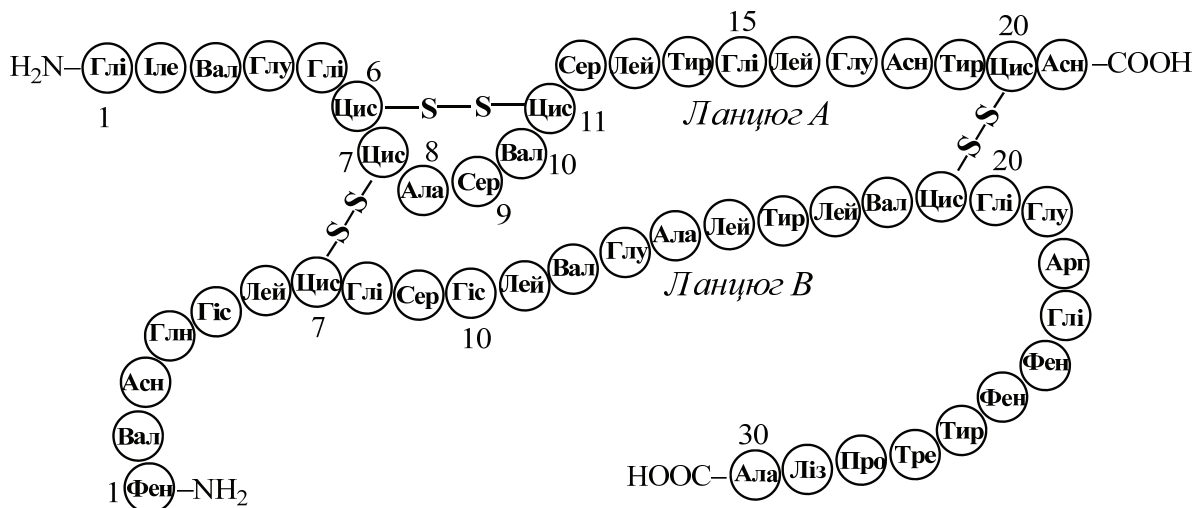 15 20
H₂N–Глі Іле Вал Глу Глі 6 Сер Лей Тир Глі Лей Глу Асн Тир Цис Асн–COOH
1 Цис –S–S– Цис 11 Ланцюг А
7 Цис 8 Ала Сер 9 Вал 10
S–S S–S
20
Лей Цис Глі Сер Гіс Лей Вал Глу Ала Лей Тир Лей Вал Цис Глі Глу
7 10 Ланцюг В
Гіс Арг
Глн Глі
Асн Фен
Вал Фен
30 Тир
HOOC–Ала Ліз Про Тре
1 Фен–NH₂